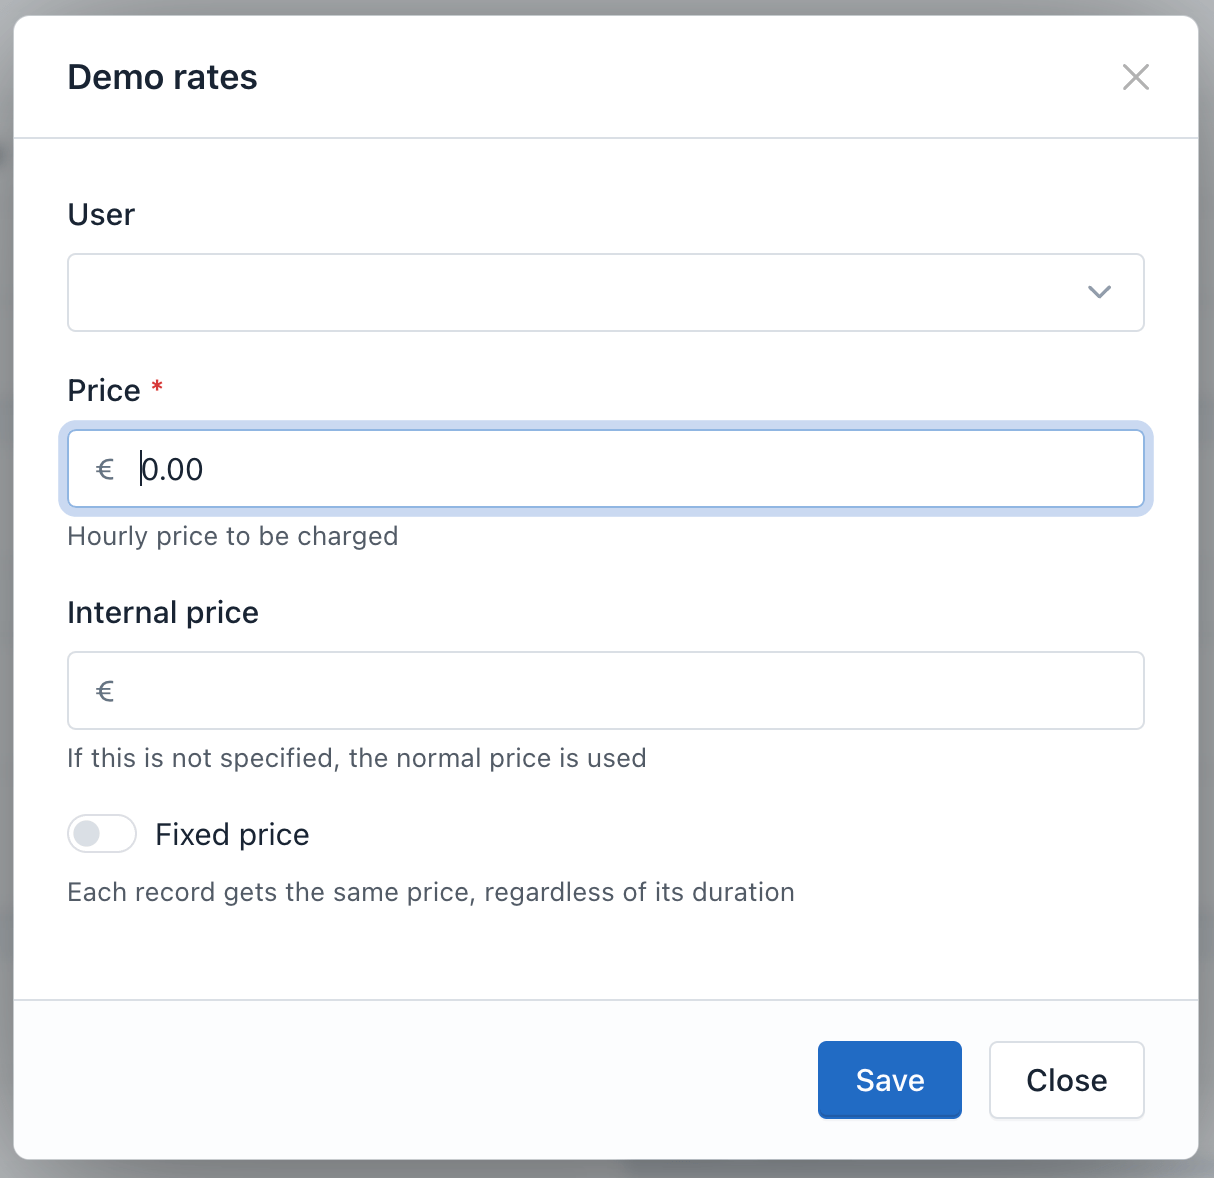 Demo rates
User
Price *
€ 0.00
Hourly price to be charged
Internal price
€
If this is not specified, the normal price is used
Fixed price
Each record gets the same price, regardless of its duration
Save Close